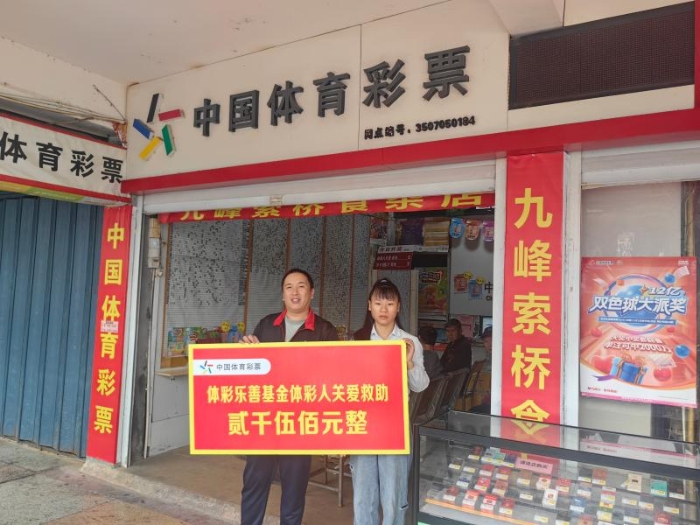 中国体育彩票
网点编号：3507050184
体育彩票
九峰索桥食杂店
中国体育彩票
九峰索桥食
12亿
双色球大派奖
中国体育彩票
体彩乐善基金体彩人关爱救助
贰千伍佰元整